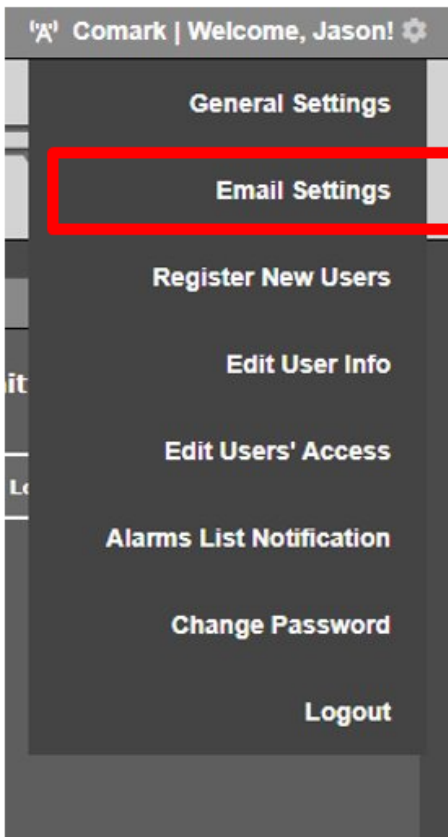 Comark | Welcome, Jason!
General Settings
Email Settings
Register New Users
Edit User Info
it
Edit Users' Access
Alarms List Notification
Change Password
Logout